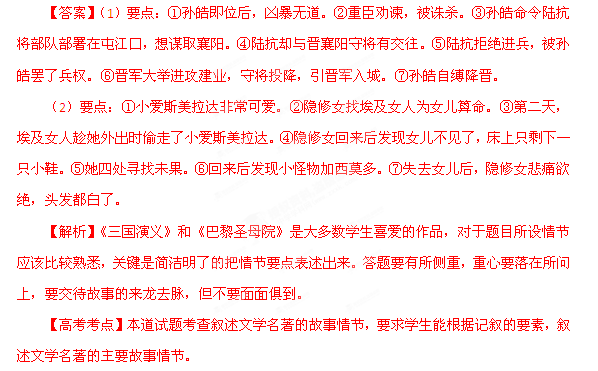 【答案】（1）要点：①孙皓即位后，凶暴无道。②重臣劝谏，被诛杀。③孙皓命令陆抗
将部队部署在屯江口，想谋取襄阳。④陆抗却与晋襄阳守将有交往。⑤陆抗拒绝进兵，被孙
皓罢了兵权。⑥晋军大举进攻建业，守将投降，引晋军入城。⑦孙皓自缚降晋。
（2）要点：①小爱斯美拉达非常可爱。②隐修女找埃及女人为女儿算命。③第二天，
埃及女人趁她外出时偷走了小爱斯美拉达。④隐修女回来后发现女儿不见了，床上只剩下一
只小鞋。⑤她四处寻找未果。⑥回来后发现小怪物加西莫多。⑦失去女儿后，隐修女悲痛欲
绝，头发都白了。
【解析】《三国演义》和《巴黎圣母院》是大多数学生喜爱的作品，对于题目所设情节
应该比较熟悉，关键是简洁明了的把情节要点表述出来。答题要有所侧重，重心要落在所问
上，要交待故事的来龙去脉，但不要面面俱到。
【高考考点】本道试题考查叙述文学名著的故事情节，要求学生能根据记叙的要素，叙
述文学名著的主要故事情节。